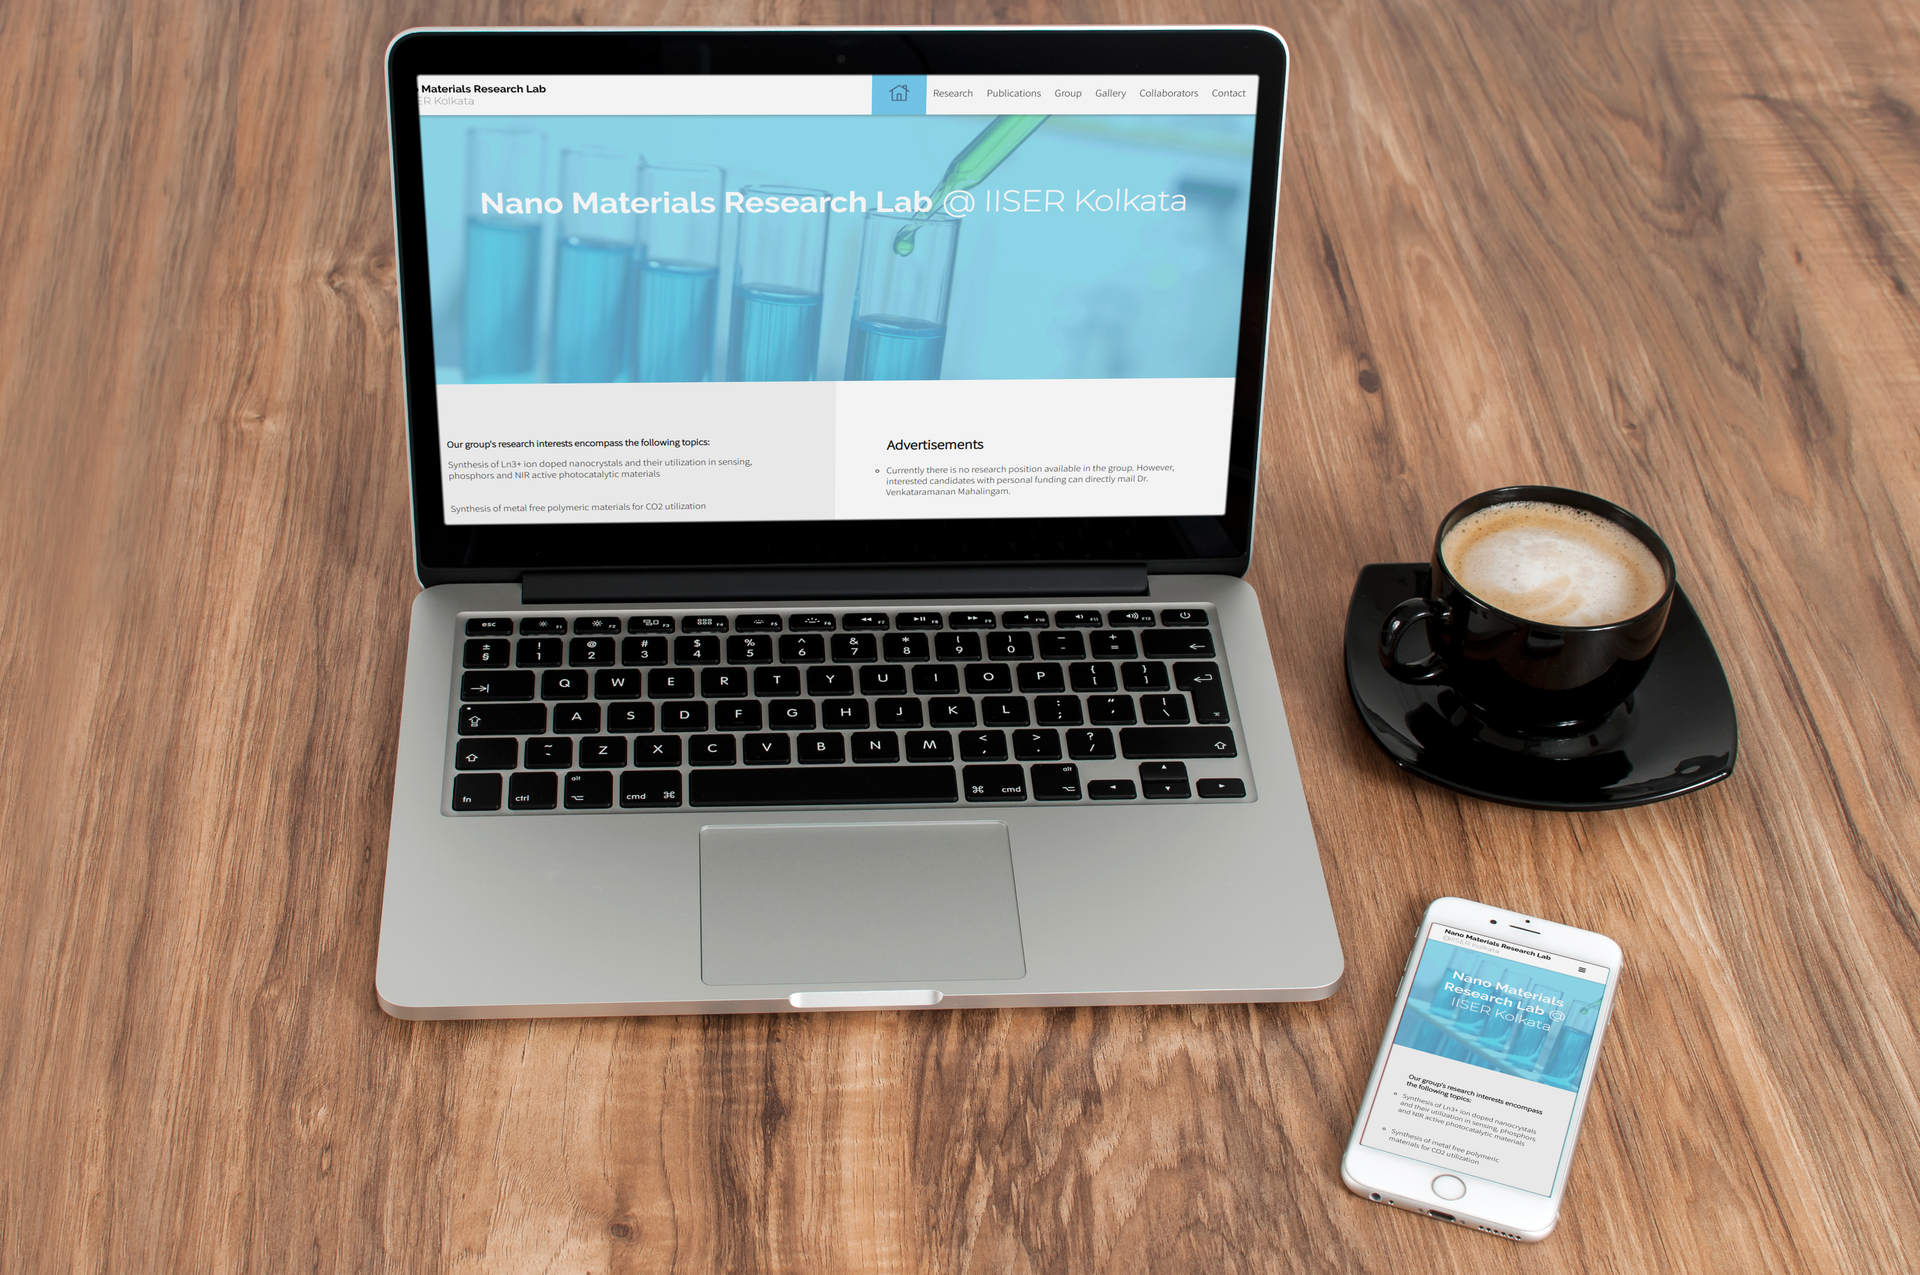 Materials Research Lab
ER Kolkata
Research Publications Group Gallery Collaborators Contact
Nano Materials Research Lab @ IISER Kolkata
Our group's research interests encompass the following topics:
Synthesis of Ln3+ ion doped nanocrystals and their utilization in sensing,
phosphors and NIR active photocatalytic materials
Synthesis of metal free polymeric materials for CO2 utilization
Advertisements
Currently there is no research position available in the group. However,
interested candidates with personal funding can directly mail Dr.
Venkataramanan Mahalingam.
esc F1 F2 F3 F4 F5 F6 F7 F8 F9 F10 F11 F12
± ! @ # $ % ^ & * ( ) – +
§ 1 2 3 4 5 6 7 8 9 0 - =
Q W E R T Y U I O P { }
[ ]
A S D F G H J K L : " |
; ' \
~ Z X C V B N M < > ?
, . /
alt alt
fn ctrl cmd ⌘ ⌘ cmd
Nano Materials Research Lab
@IISER Kolkata
Nano Materials
Research Lab @
IISER Kolkata
Our group's research interests encompass
the following topics:
Synthesis of Ln3+ ion doped nanocrystals
and their utilization in sensing, phosphors
and NIR active photocatalytic materials
Synthesis of metal free polymeric
materials for CO2 utilization